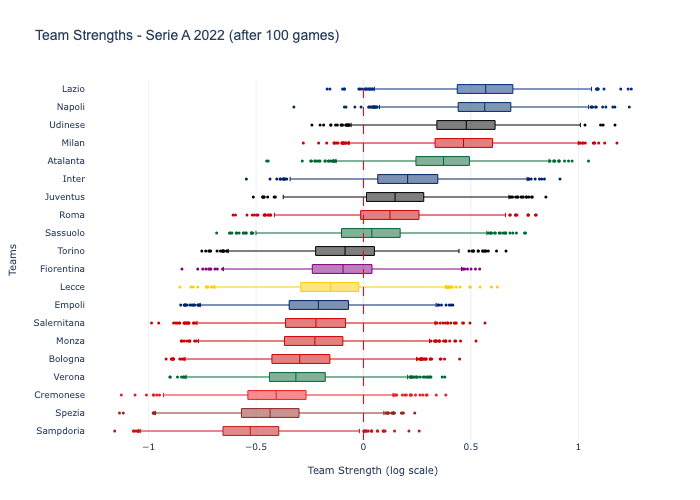 Team Strengths - Serie A 2022 (after 100 games)
Teams
Lazio
Napoli
Udinese
Milan
Atalanta
Inter
Juventus
Roma
Sassuolo
Torino
Fiorentina
Lecce
Empoli
Salernitana
Monza
Bologna
Verona
Cremonese
Spezia
Sampdoria
−1 −0.5 0 0.5 1
Team Strength (log scale)